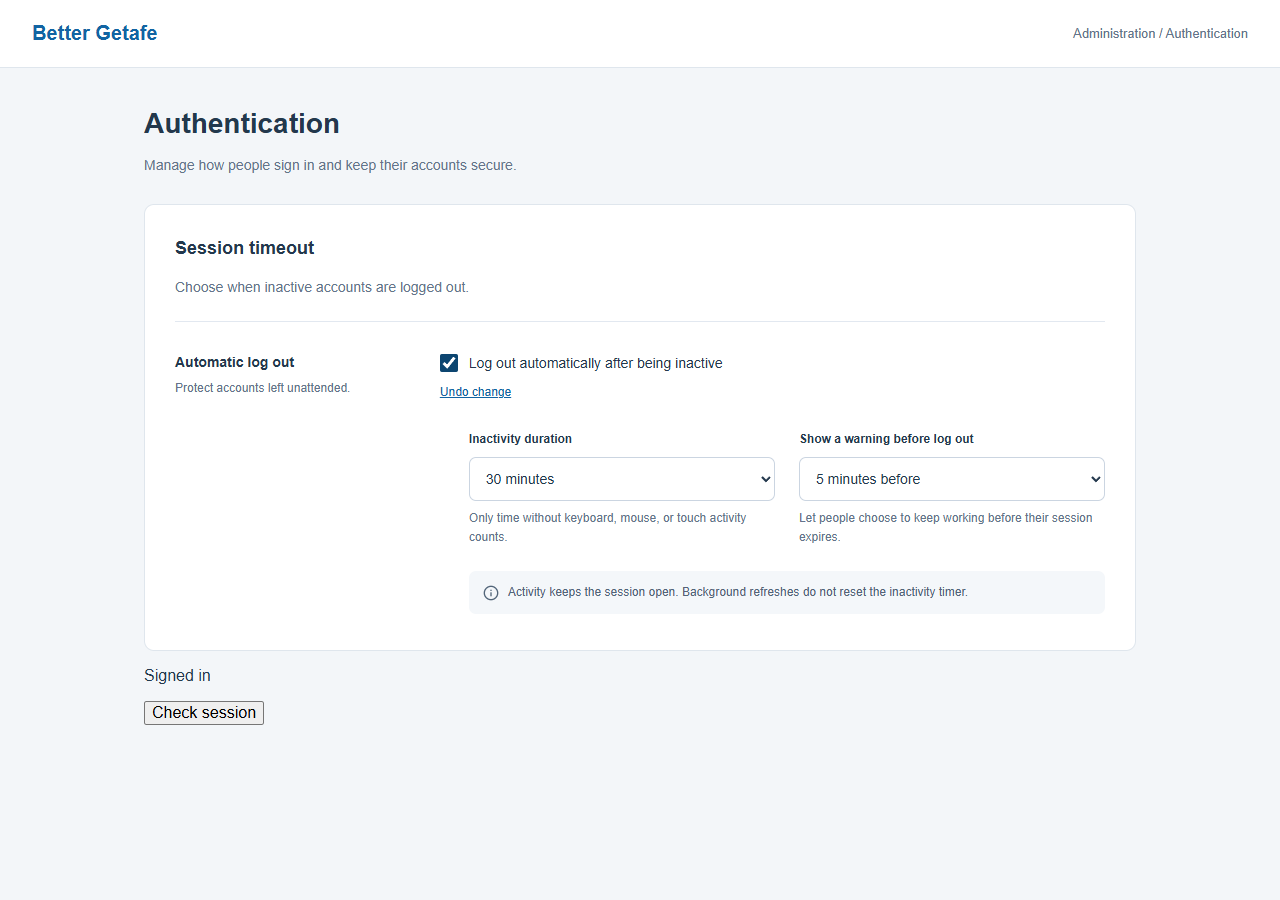 Better Getafe
Administration / Authentication
Authentication
Manage how people sign in and keep their accounts secure.
Session timeout
Choose when inactive accounts are logged out.
Automatic log out
Protect accounts left unattended.
Log out automatically after being inactive
Undo change
Inactivity duration
30 minutes
Only time without keyboard, mouse, or touch activity
counts.
Show a warning before log out
5 minutes before
Let people choose to keep working before their session
expires.
Activity keeps the session open. Background refreshes do not reset the inactivity timer.
Signed in
Check session